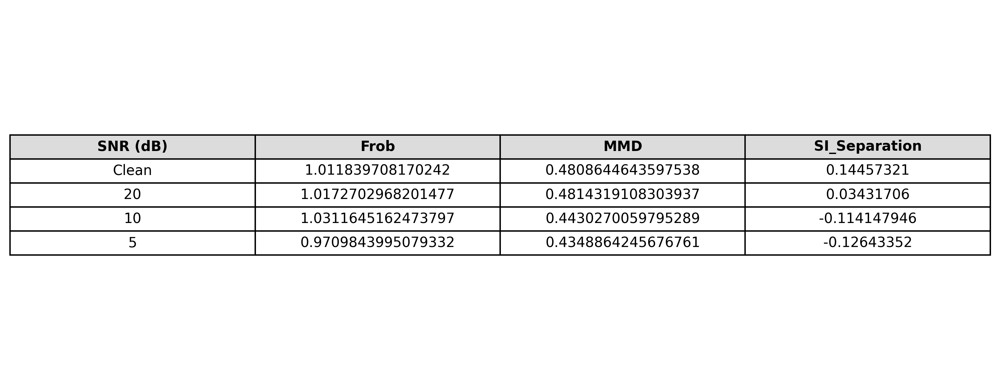 SNR (dB) Frob MMD SI_Separation
Clean 1.011839708170242 0.4808644643597538 0.14457321
20 1.0172702968201477 0.4814319108303937 0.03431706
10 1.0311645162473797 0.4430270059795289 -0.114147946
5 0.9709843995079332 0.4348864245676761 -0.12643352